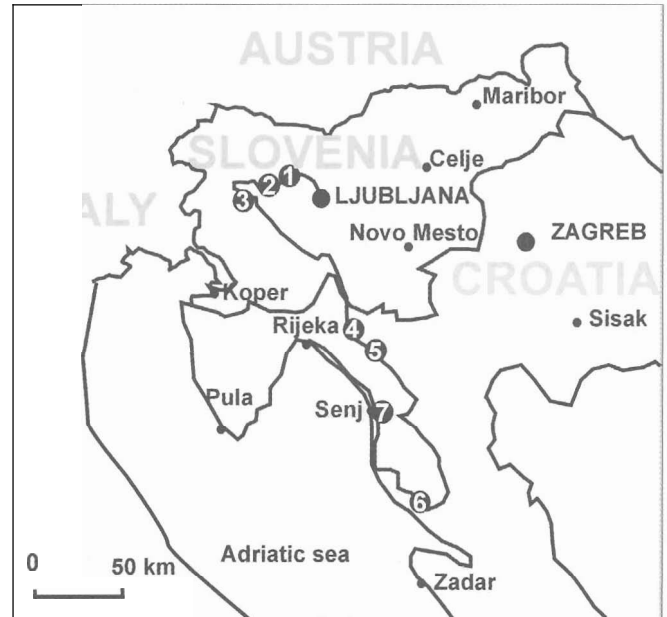 AUSTRIA
Maribor
SLOVENIA
Celje
1
2
3
LJUBLJANA
ALY
Novo Mesto
ZAGREB
CROATIA
Koper
Rijeka
4
Sisak
5
Pula
Senj
7
6
Adriatic sea
0 50 km
Zadar